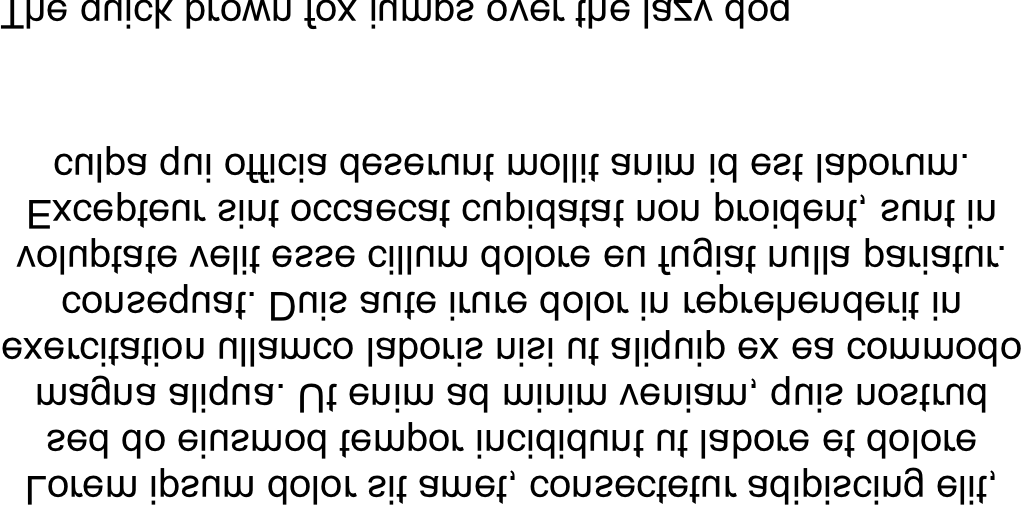 Lorem ipsum dolor sit amet, consectetur adipiscing elit,
sed do eiusmod tempor incididunt ut labore et dolore
magna aliqua. Ut enim ad minim veniam, quis nostrud
exercitation ullamco laboris nisi ut aliquip ex ea commodo
consequat. Duis aute irure dolor in reprehenderit in
voluptate velit esse cillum dolore eu fugiat nulla pariatur.
Excepteur sint occaecat cupidatat non proident, sunt in
culpa qui officia deserunt mollit anim id est laborum.
The quick brown fox jumps over the lazy dog